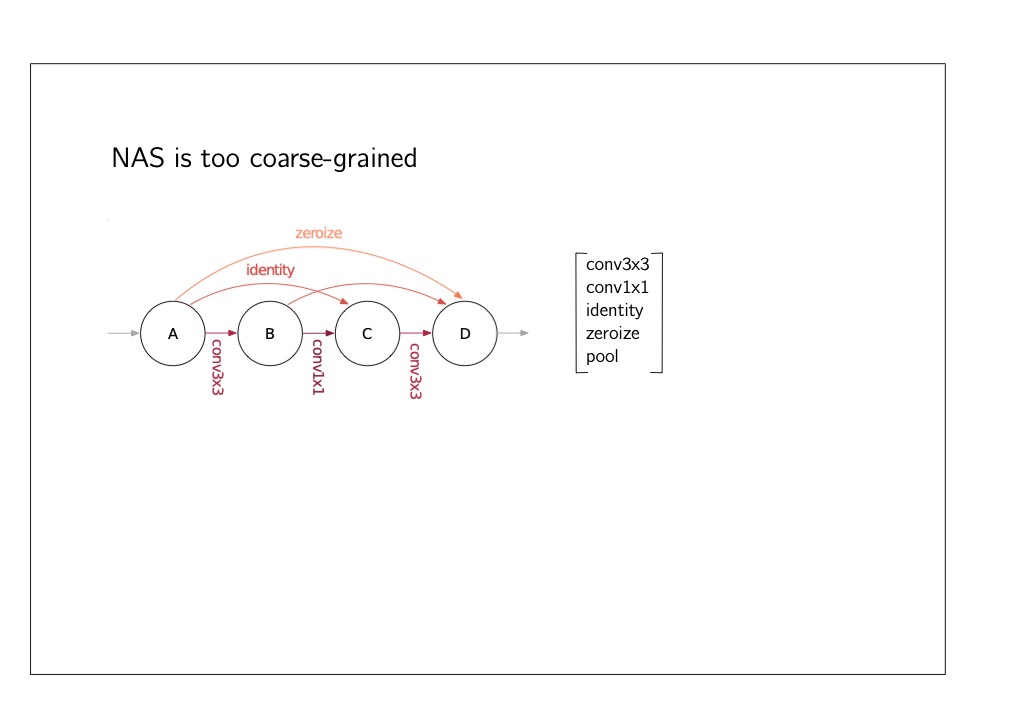 NAS is too coarse-grained
zeroize
identity
A
B
C
D
conv3x3
conv1x1
conv3x3
conv3x3
conv1x1
identity
zeroize
pool